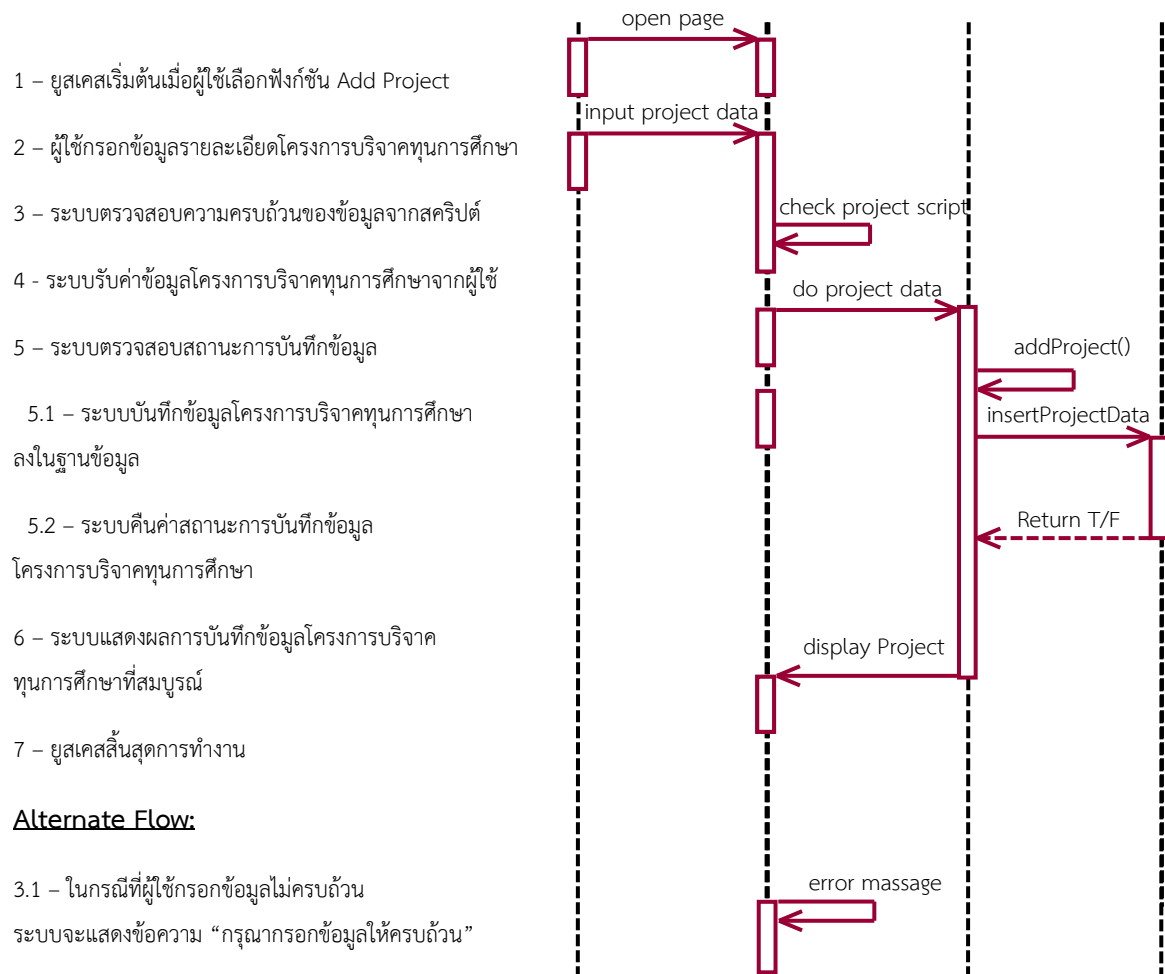 open page
1 – ยูสเคสเริ่มต้นเมื่อผู้ใช้เลือกฟังก์ชัน Add Project
input project data
2 – ผู้ใช้กรอกข้อมูลรายละเอียดโครงการบริจาคทุนการศึกษา
3 – ระบบตรวจสอบความครบถ้วนของข้อมูลจากสคริปต์
check project script
4 - ระบบรับค่าข้อมูลโครงการบริจาคทุนการศึกษาจากผู้ใช้
do project data
5 – ระบบตรวจสอบสถานะการบันทึกข้อมูล
addProject()
5.1 – ระบบบันทึกข้อมูลโครงการบริจาคทุนการศึกษา
ลงในฐานข้อมูล
insertProjectData
5.2 – ระบบคืนค่าสถานะการบันทึกข้อมูล
โครงการบริจาคทุนการศึกษา
Return T/F
6 – ระบบแสดงผลการบันทึกข้อมูลโครงการบริจาค
ทุนการศึกษาที่สมบูรณ์
display Project
7 – ยูสเคสสิ้นสุดการทำงาน
Alternate Flow:
3.1 – ในกรณีที่ผู้ใช้กรอกข้อมูลไม่ครบถ้วน
ระบบจะแสดงข้อความ “กรุณากรอกข้อมูลให้ครบถ้วน”
error massage